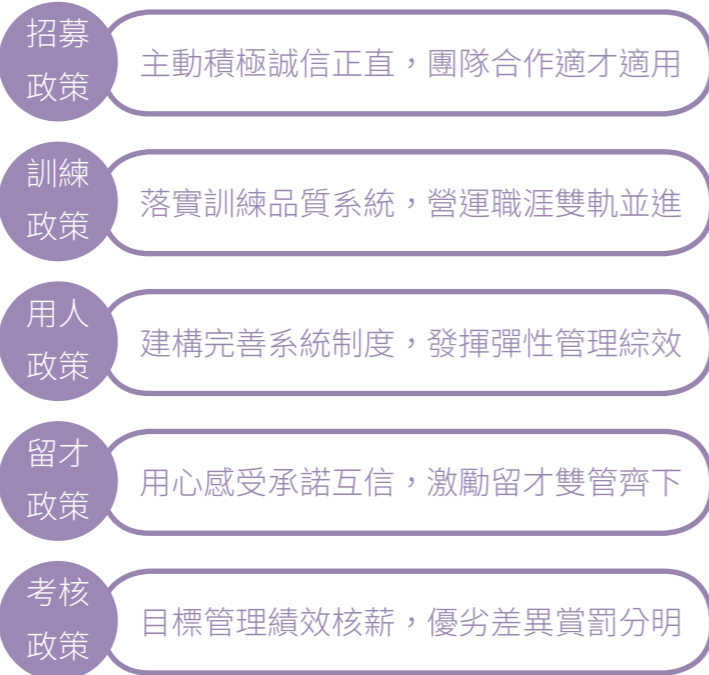 招募
政策
主動積極誠信正直，團隊合作適才適用
訓練
政策
落實訓練品質系統，營運職涯雙軌並進
用人
政策
建構完善系統制度，發揮彈性管理綜效
留才
政策
用心感受承諾互信，激勵留才雙管齊下
考核
政策
目標管理績效核薪，優劣差異賞罰分明